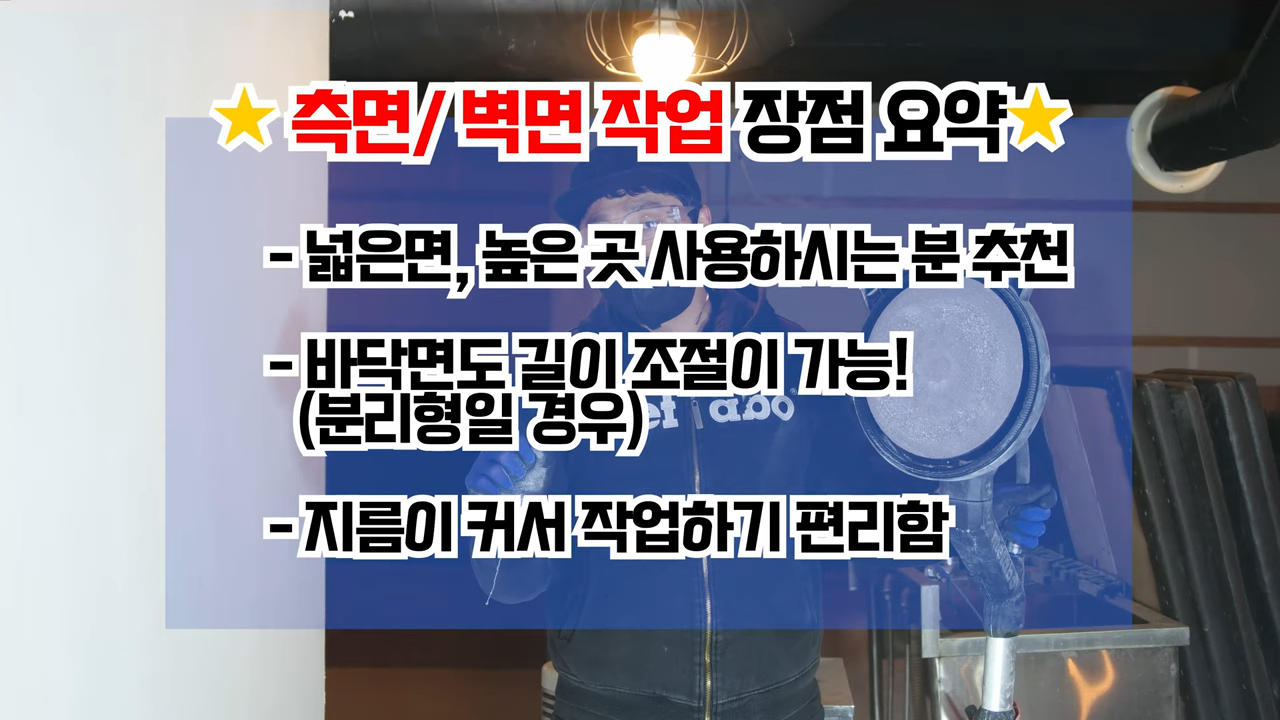 ★ 측면/ 벽면 작업 장점 요약★
- 넓은면, 높은 곳 사용하시는 분 추천
- 바닥면도 길이 조절이 가능!
(분리형일 경우)
- 지름이 커서 작업하기 편리함